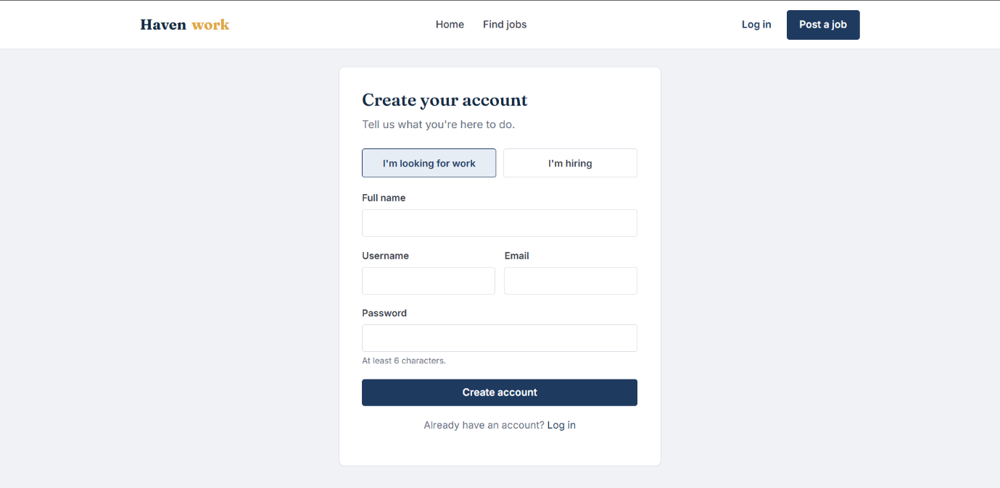 Haven work
Home Find jobs
Log in Post a job
Create your account
Tell us what you're here to do.
I'm looking for work I'm hiring
Full name
Username Email
Password
At least 6 characters.
Create account
Already have an account? Log in